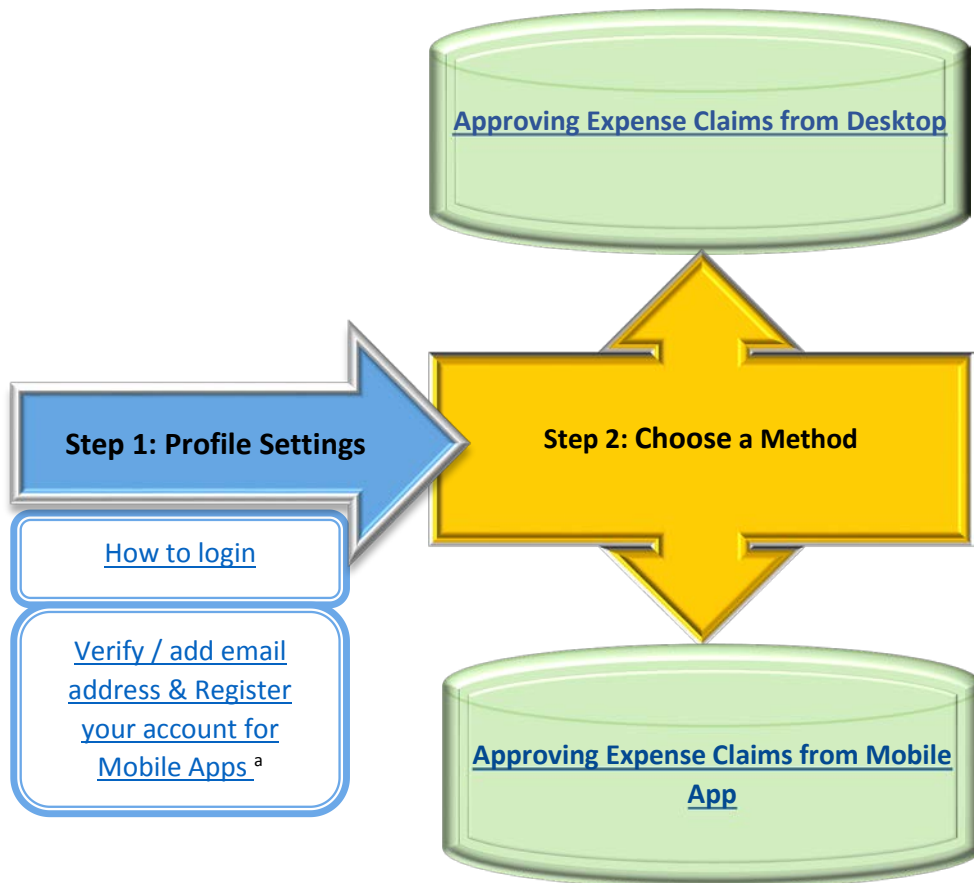 Approving Expense Claims from Desktop
Step 1: Profile Settings
Step 2: Choose a Method
How to login
Verify / add email
address & Register
your account for
Mobile Apps ª
Approving Expense Claims from Mobile
App